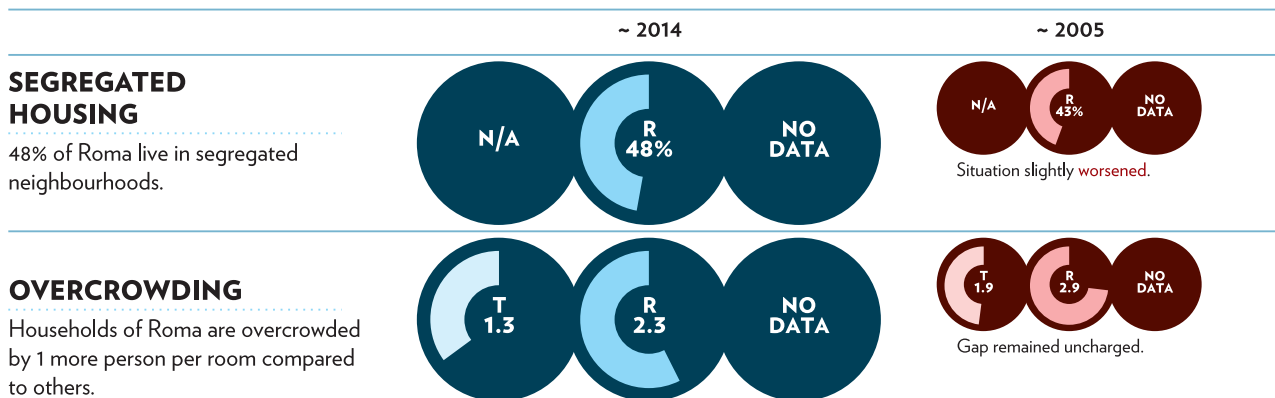 ~ 2014
~ 2005
SEGREGATED
HOUSING
48% of Roma live in segregated
neighbourhoods.
N/A
R
48%
NO
DATA
N/A
R
43%
NO
DATA
Situation slightly worsened.
OVERCROWDING
Households of Roma are overcrowded
by 1 more person per room compared
to others.
T
1.3
R
2.3
NO
DATA
T
1.9
R
2.9
NO
DATA
Gap remained uncharged.